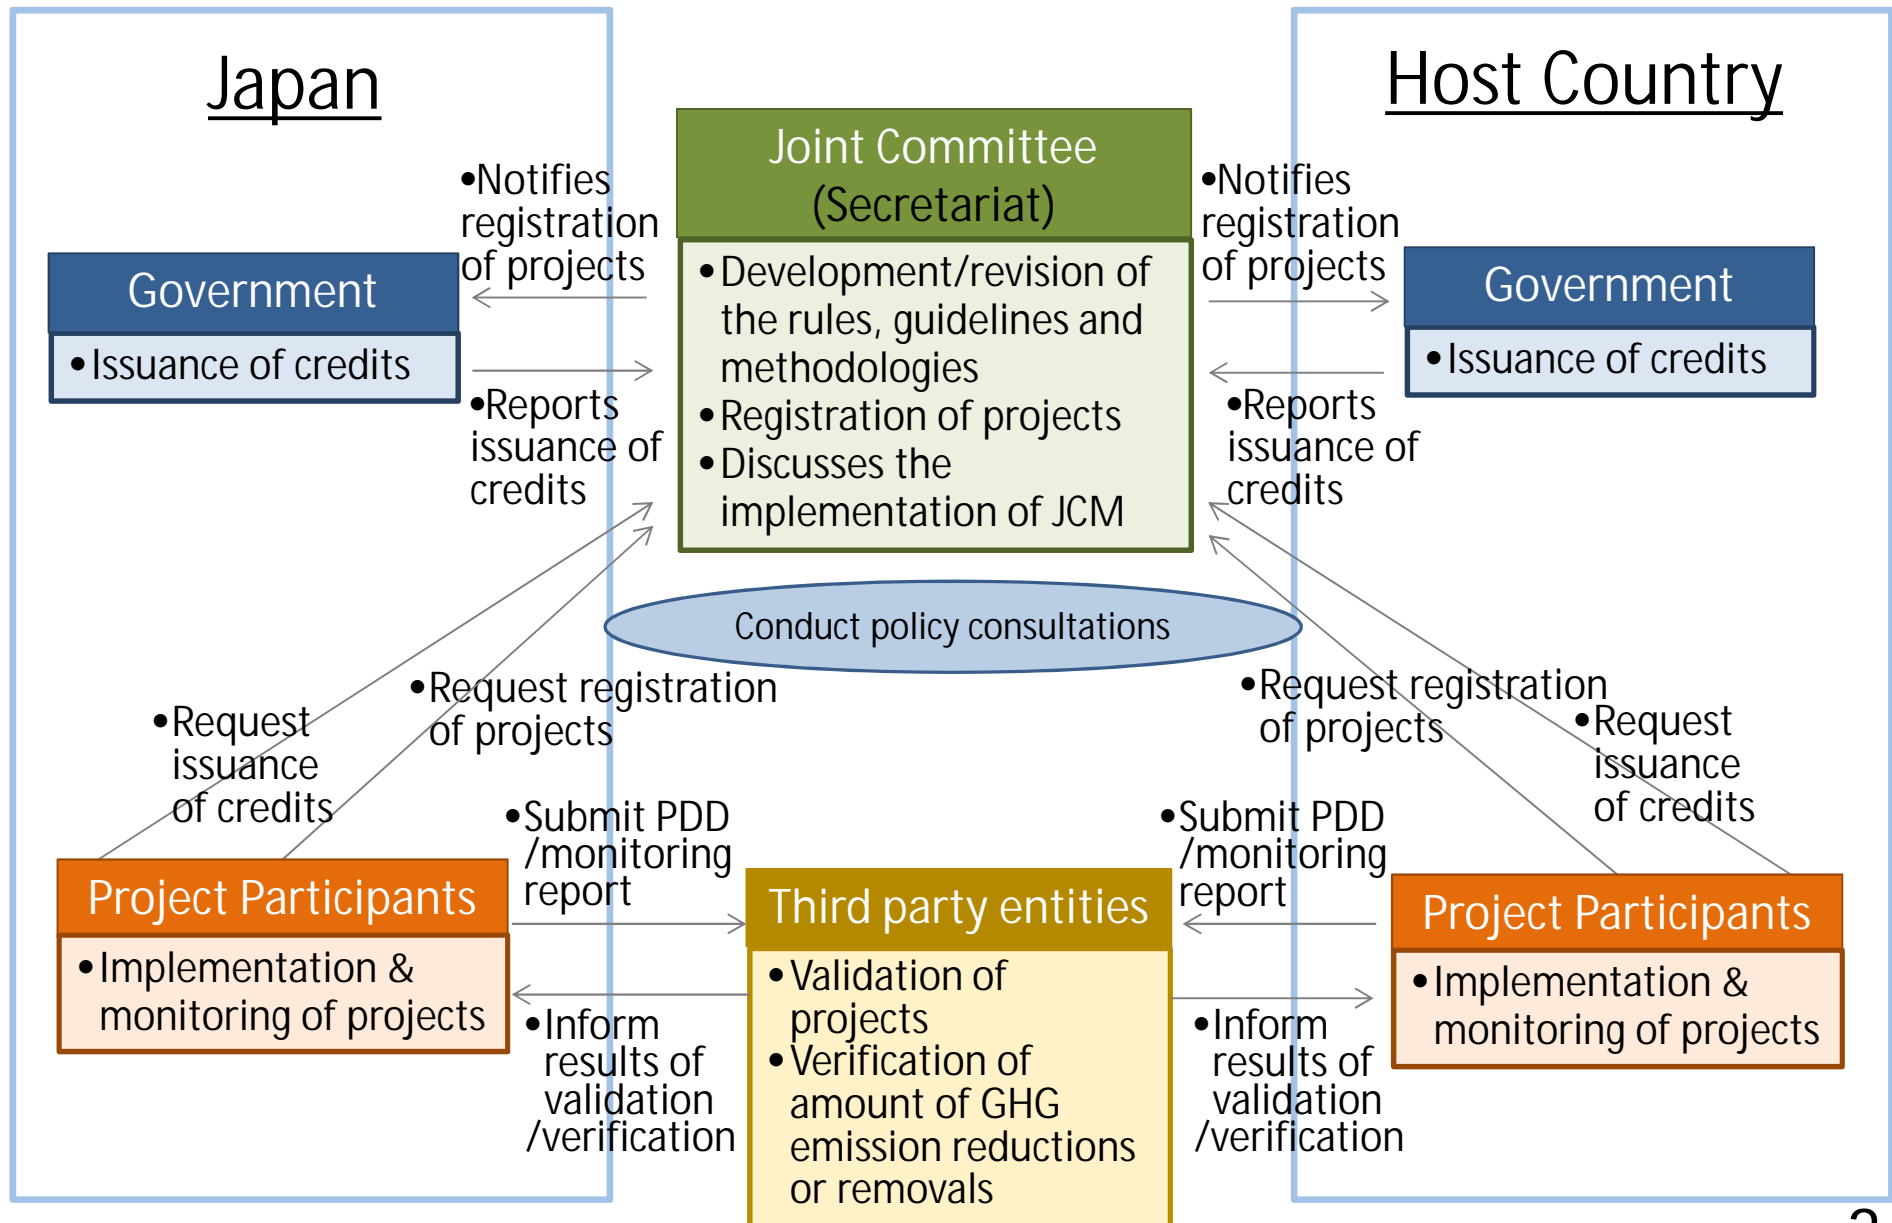 Japan
Host Country
Joint Committee
(Secretariat)
•Notifies
registration
of projects
•Notifies
registration
of projects
Government
•Issuance of credits
•Development/revision of
the rules, guidelines and
methodologies
•Registration of projects
•Discusses the
implementation of JCM
Government
•Issuance of credits
•Reports
issuance of
credits
•Reports
issuance of
credits
Conduct policy consultations
•Request
issuance
of credits
•Request registration
of projects
•Request registration
of projects
•Request
issuance
of credits
•Submit PDD
/monitoring
report
•Submit PDD
/monitoring
report
Project Participants
•Implementation &
monitoring of projects
Third party entities
•Validation of
projects
•Verification of
amount of GHG
emission reductions
or removals
Project Participants
•Implementation &
monitoring of projects
•Inform
results of
validation
/verification
•Inform
results of
validation
/verification